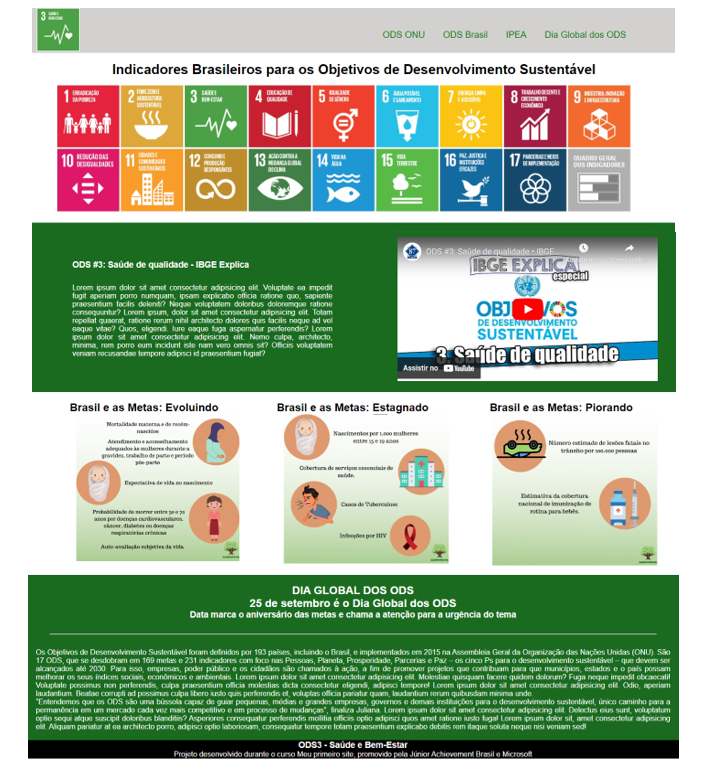 3 SAÚDE E
BEM-ESTAR
ODS ONU ODS Brasil IPEA Dia Global dos ODS
Indicadores Brasileiros para os Objetivos de Desenvolvimento Sustentável
1 ERRADICAÇÃO
DA POBREZA
2 FOME ZERO E
AGRICULTURA
SUSTENTÁVEL
3 SAÚDE E
BEM-ESTAR
4 EDUCAÇÃO DE
QUALIDADE
5 IGUALDADE
DE GÊNERO
6 ÁGUA POTÁVEL
E SANEAMENTO
7 ENERGIA LIMPA
E ACESSÍVEL
8 TRABALHO DECENTE E
CRESCIMENTO
ECONÔMICO
9 INDÚSTRIA, INOVAÇÃO
E INFRAESTRUTURA
10 REDUÇÃO DAS
DESIGUALDADES
11 CIDADES E
COMUNIDADES
SUSTENTÁVEIS
12 CONSUMO E
PRODUÇÃO
RESPONSÁVEIS
13 AÇÃO CONTRA A
MUDANÇA GLOBAL
DO CLIMA
14 VIDA NA
ÁGUA
15 VIDA
TERRESTRE
16 PAZ, JUSTIÇA E
INSTITUIÇÕES
EFICAZES
17 PARCERIAS E MEIOS
DE IMPLEMENTAÇÃO
QUADRO GERAL
DOS INDICADORES
ODS #3: Saúde de qualidade - IBGE Explica
Lorem ipsum dolor sit amet consectetur adipisicing elit. Voluptate ea impedit
fugit aperiam porro numquam, ipsam explicabo officia ratione quo, sapiente
praesentium facilis deleniti? Neque voluptatem doloribus doloremque ratione
consequuntur? Lorem ipsum, dolor sit amet consectetur adipisicing elit. Totam
repellat quaerat, ratione rerum nihil architecto dolores quis facilis neque ad vel
eaque vitae? Quos, eligendi. Iure eaque fuga aspernatur perferendis? Lorem
ipsum dolor sit amet consectetur adipisicing elit. Nemo culpa, architecto,
minima, rem porro eum incidunt iste nam vero omnis sit? Officiis voluptatem
veniam recusandae tempore adipisci id praesentium fugiat?
ODS #3: Saúde de qualidade - IBGE
IBGE EXPLICA
especial
OBJETIVOS
DE DESENVOLVIMENTO
SUSTENTÁVEL
3. Saúde de qualidade
Assistir no YouTube
Brasil e as Metas: Evoluindo
Mortalidade materna e de recém-
nascidos
Atendimento e aconselhamento
adequados às mulheres durante a
gravidez, trabalho de parto e período
pós-parto
Expectativa de vida no nascimento
Probabilidade de morrer entre 30 e 70
anos por doenças cardiovasculares,
câncer, diabetes ou doenças
respiratórias crônicas
Auto-avaliação subjetiva da vida
Brasil e as Metas: Estagnado
Nascimentos por 1.000 mulheres
entre 15 e 19 anos
Cobertura de serviços essenciais de
saúde.
Casos de Tuberculose
Infecções por HIV
Brasil e as Metas: Piorando
Número estimado de lesões faiais no
trânsito por 100.000 pessoas
Estimativa da cobertura
nacional de imunização de
rotina para bebês.
DIA GLOBAL DOS ODS
25 de setembro é o Dia Global dos ODS
Data marca o aniversário das metas e chama a atenção para a urgência do tema
Os Objetivos de Desenvolvimento Sustentável foram definidos por 193 países, incluindo o Brasil, e implementados em 2015 na Assembleia Geral da Organização das Nações Unidas (ONU). São
17 ODS, que se desdobram em 169 metas e 231 indicadores com foco nas Pessoas, Planeta, Prosperidade, Parcerias e Paz – os cinco Ps para o desenvolvimento sustentável – que devem ser
alcançados até 2030. Para isso, empresas, poder público e os cidadãos são chamados à ação, a fim de promover projetos que contribuam para que municípios, estados e o país possam
melhorar os seus índices sociais, econômicos e ambientais. Lorem ipsum dolor sit amet consectetur adipisicing elit. Molestiae quisquam facere quidem dolorum? Fuga neque impedit obcaecati!
Voluptate possimus non perferendis, culpa praesentium officia molestias dicta consectetur eligendi, adipisci tempore! Lorem ipsum dolor sit amet consectetur adipisicing elit. Odio, aperiam
laudantium. Beatae corrupti ad possimus culpa libero iusto quis perferendis et, voluptas officia pariatur quam, laudantium rerum quibusdam minima unde.
"Entendemos que os ODS são uma bússola capaz de guiar pequenas, médias e grandes empresas, governos e demais instituições para o desenvolvimento sustentável, único caminho para a
permanência em um mercado cada vez mais competitivo e em processo de mudanças", finaliza Juliana. Lorem ipsum dolor sit amet consectetur adipisicing elit. Delectus eius sunt, voluptatum
optio sequi atque suscipit doloribus blanditiis? Asperiores consequatur perferendis mollitia officiis optio adipisci quos amet ratione iusto fuga! Lorem ipsum dolor sit amet, consectetur adipisicing
elit. Aliquam pariatur at ea architecto porro, adipisci optio laboriosam, consequatur tempore voluptatum perferendis explicabo debitis rem itaque soluta neque nisi veniam sed!
ODS3 - Saúde e Bem-Estar
Projeto desenvolvido durante o curso Meu primeiro site, promovido pela Júnior Achievement Brasil e Microsoft